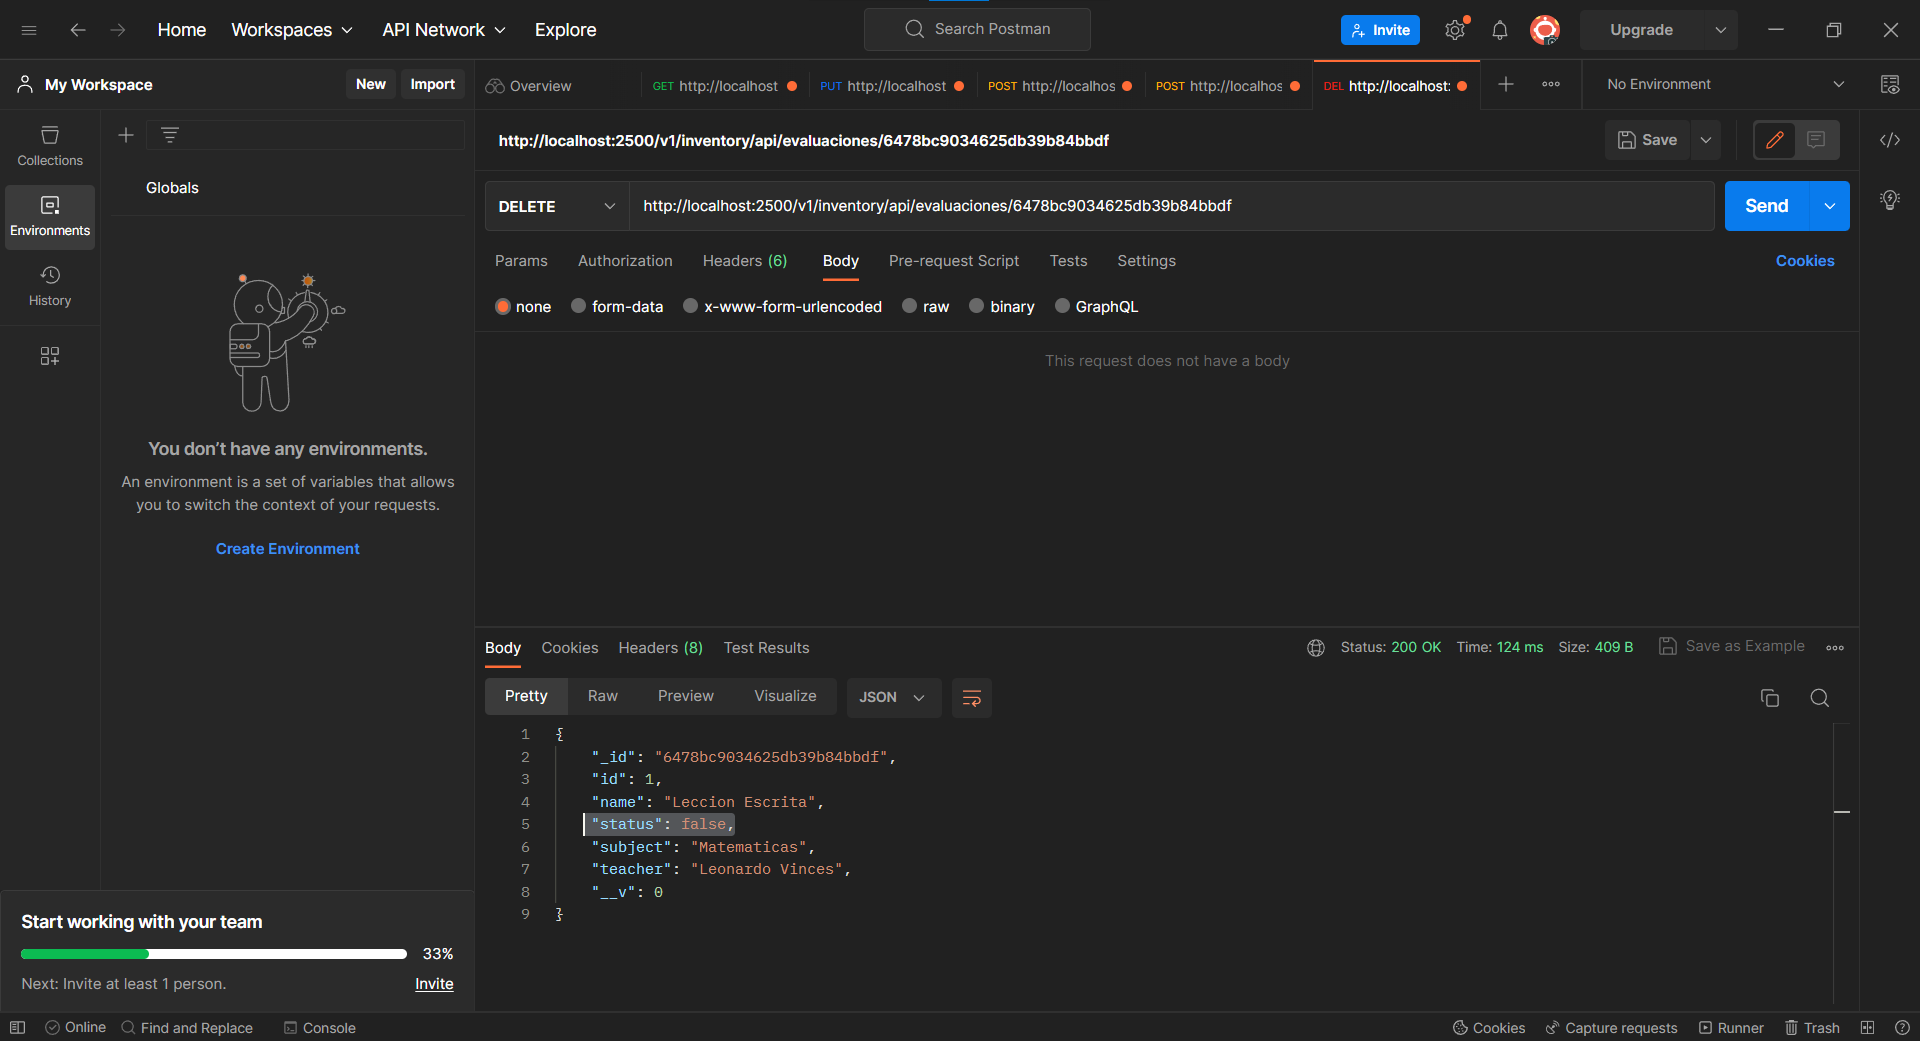 Home Workspaces API Network Explore Search Postman Invite Upgrade
My Workspace New Import Overview GET http://localhost PUT http://localhost POST http://localhos POST http://localhos DEL http://localhost: No Environment
Collections
Environments
History
Globals
You don’t have any environments.
An environment is a set of variables that allows
you to switch the context of your requests.
Create Environment
Start working with your team
33%
Next: Invite at least 1 person. Invite
http://localhost:2500/v1/inventory/api/evaluaciones/6478bc9034625db39b84bbdf Save
DELETE http://localhost:2500/v1/inventory/api/evaluaciones/6478bc9034625db39b84bbdf Send
Params Authorization Headers (6) Body Pre-request Script Tests Settings Cookies
none form-data x-www-form-urlencoded raw binary GraphQL
This request does not have a body
Body Cookies Headers (8) Test Results Status: 200 OK Time: 124 ms Size: 409 B Save as Example
Pretty Raw Preview Visualize JSON
1 {
2 "_id": "6478bc9034625db39b84bbdf",
3 "id": 1,
4 "name": "Leccion Escrita",
5 "status": false,
6 "subject": "Matematicas",
7 "teacher": "Leonardo Vinces",
8 "__v": 0
9 }
Online Find and Replace Console Cookies Capture requests Runner Trash